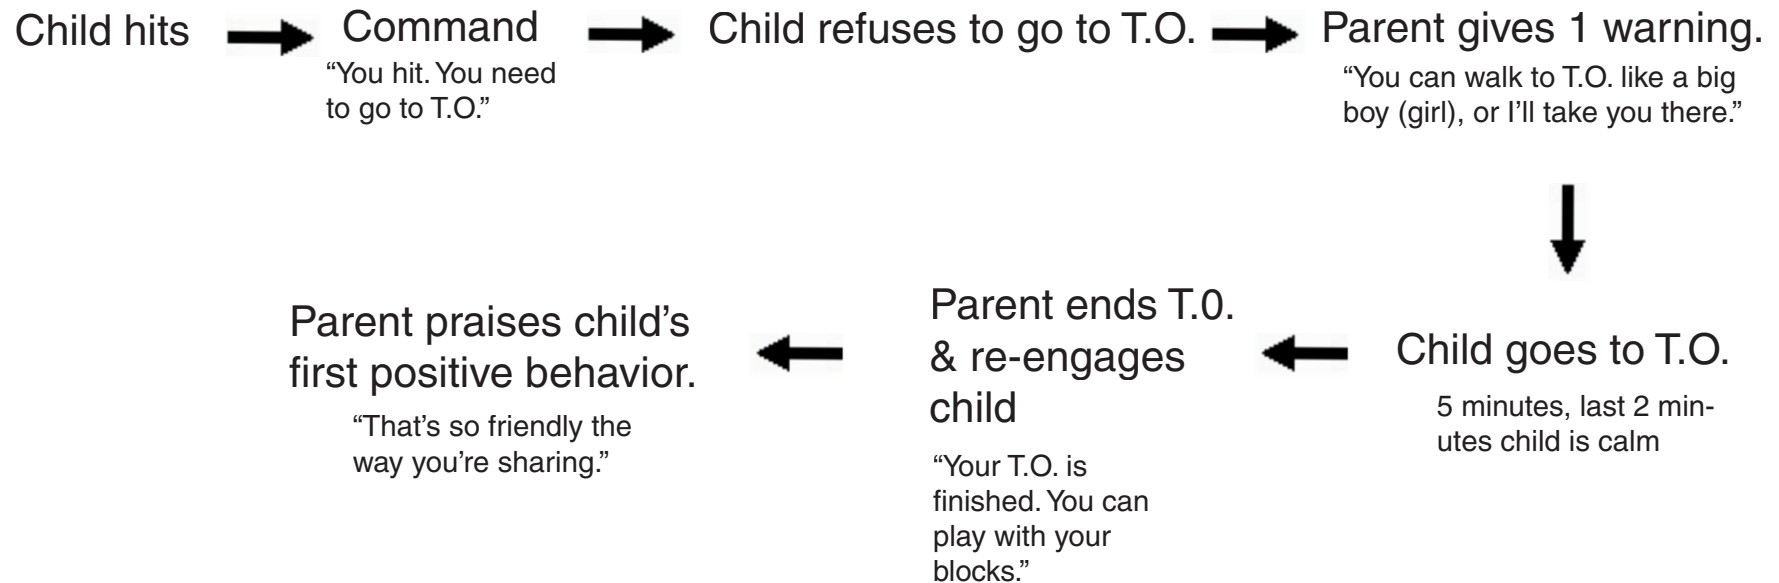 Child hits
Command
“You hit. You need
to go to T.O.”
Child refuses to go to T.O.
Parent gives 1 warning.
“You can walk to T.O. like a big
boy (girl), or I’ll take you there.”
Child goes to T.O.
5 minutes, last 2 min-
utes child is calm
Parent ends T.0.
& re-engages
child
“Your T.O. is
finished. You can
play with your
blocks.”
Parent praises child’s
first positive behavior.
“That’s so friendly the
way you’re sharing.”